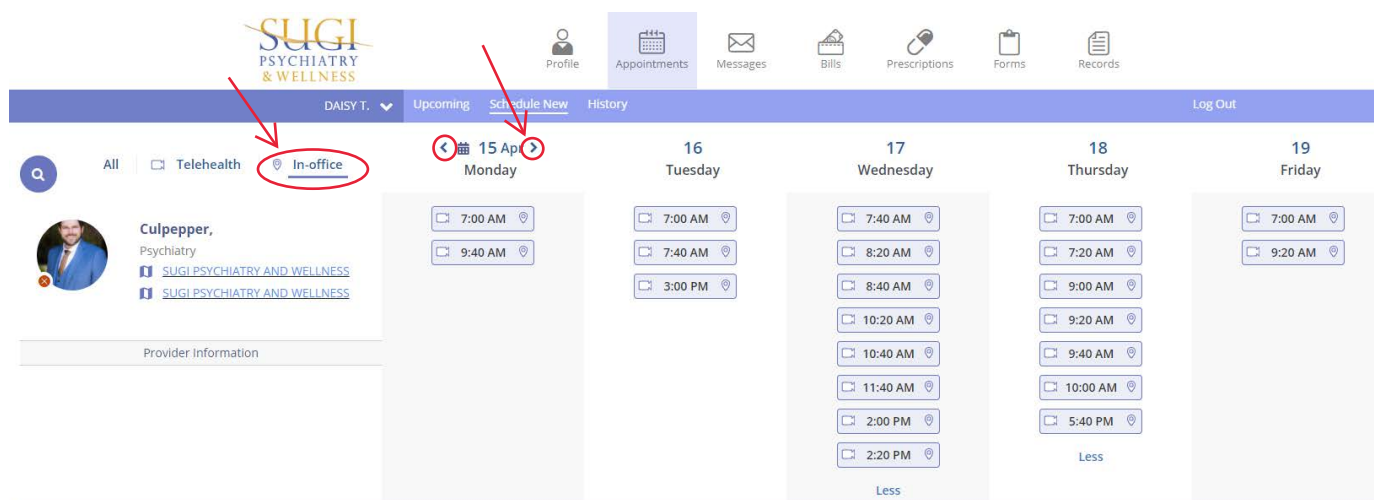 SUGI
PSYCHIATRY
& WELLNESS
Profile
Appointments
Messages
Bills
Prescriptions
Forms
Records
DAISY T.
Upcoming
Schedule New
History
Log Out
All
Telehealth
In-office
Culpepper,
Psychiatry
SUGI PSYCHIATRY AND WELLNESS
SUGI PSYCHIATRY AND WELLNESS
Provider Information
15 Apr
Monday
7:00 AM
9:40 AM
16
Tuesday
7:00 AM
7:40 AM
3:00 PM
17
Wednesday
7:40 AM
8:20 AM
8:40 AM
10:20 AM
10:40 AM
11:40 AM
2:00 PM
2:20 PM
Less
18
Thursday
7:00 AM
7:20 AM
9:00 AM
9:20 AM
9:40 AM
10:00 AM
5:40 PM
Less
19
Friday
7:00 AM
9:20 AM